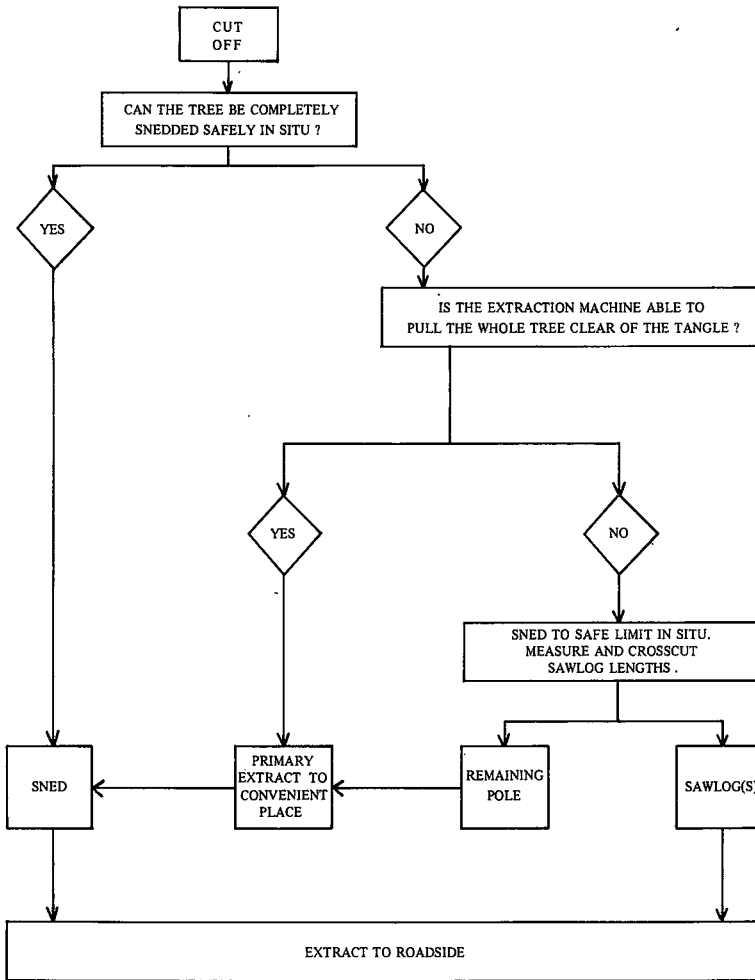 CUT
OFF
CAN THE TREE BE COMPLETELY
SNEDDED SAFELY IN SITU ?
YES
NO
IS THE EXTRACTION MACHINE ABLE TO
PULL THE WHOLE TREE CLEAR OF THE TANGLE ?
YES
NO
SNED TO SAFE LIMIT IN SITU.
MEASURE AND CROSSCUT
SAWLOG LENGTHS .
SNED
PRIMARY
EXTRACT TO
CONVENIENT
PLACE
REMAINING
POLE
SAWLOG(S)
EXTRACT TO ROADSIDE